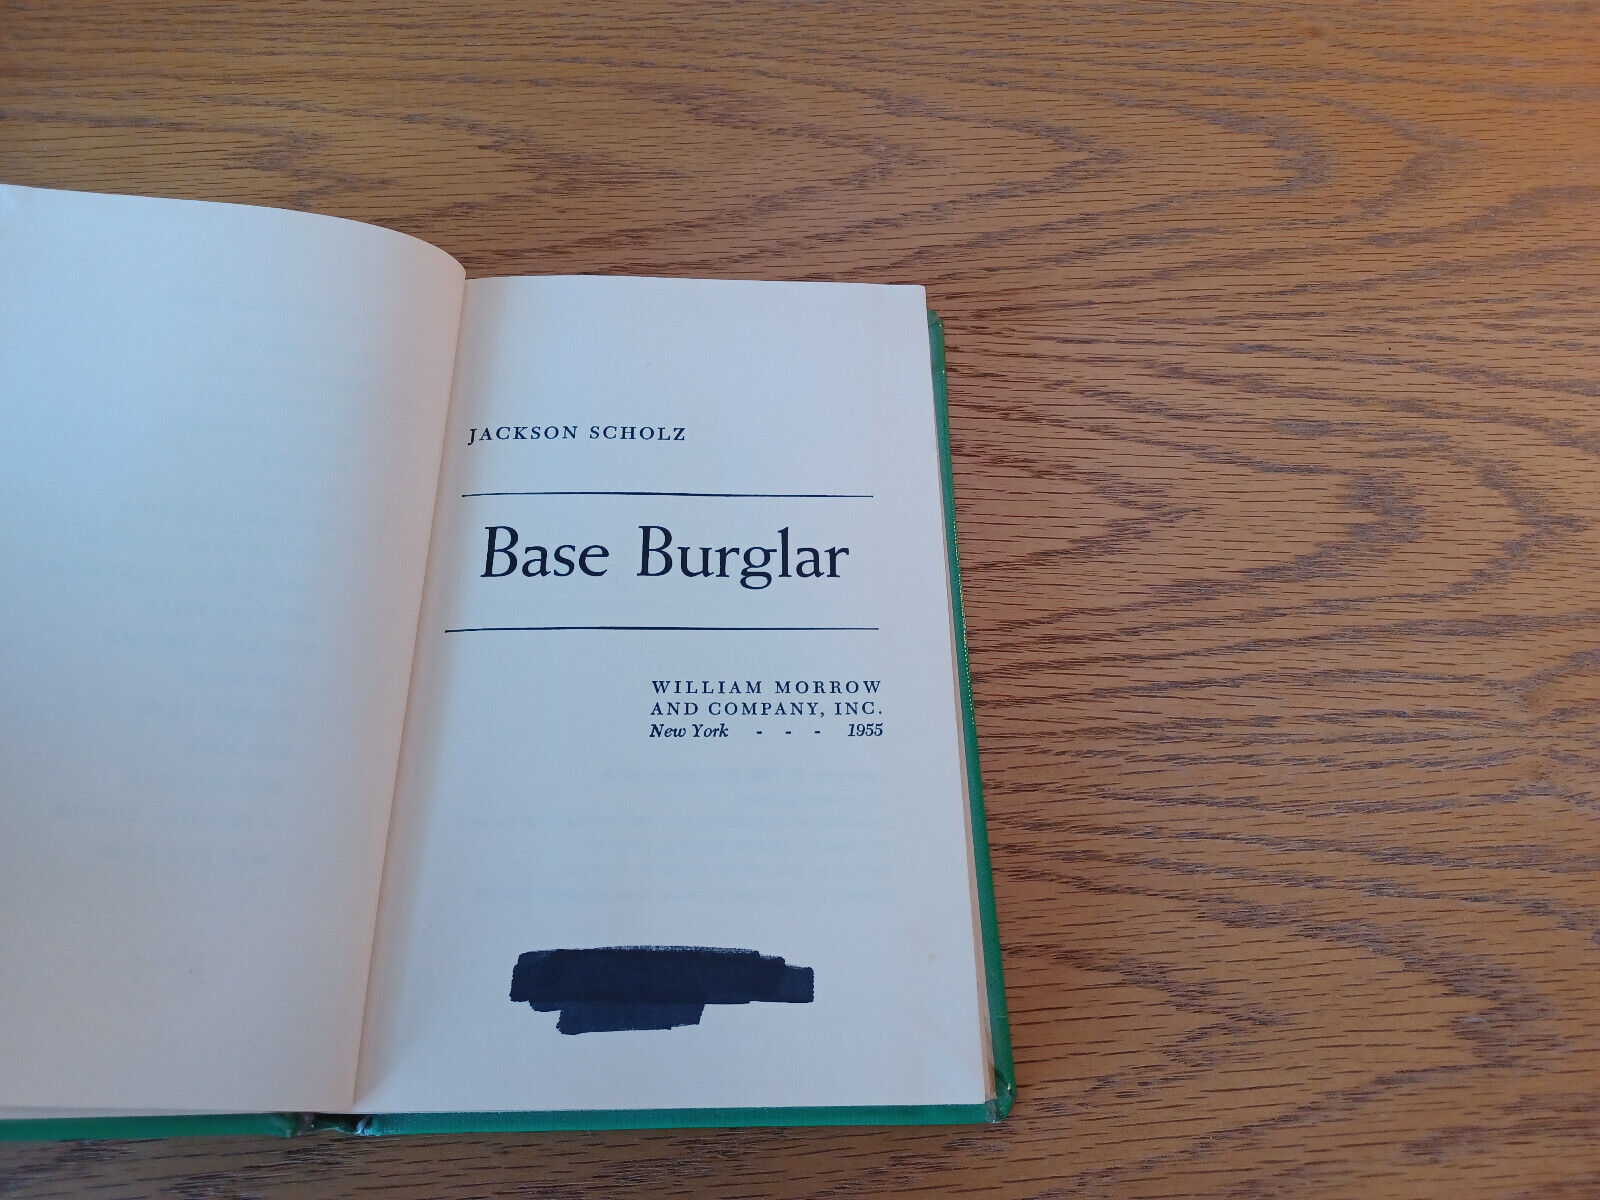 JACKSON SCHOLZ
Base Burglar
WILLIAM MORROW
AND COMPANY, INC.
New York - - - 1955